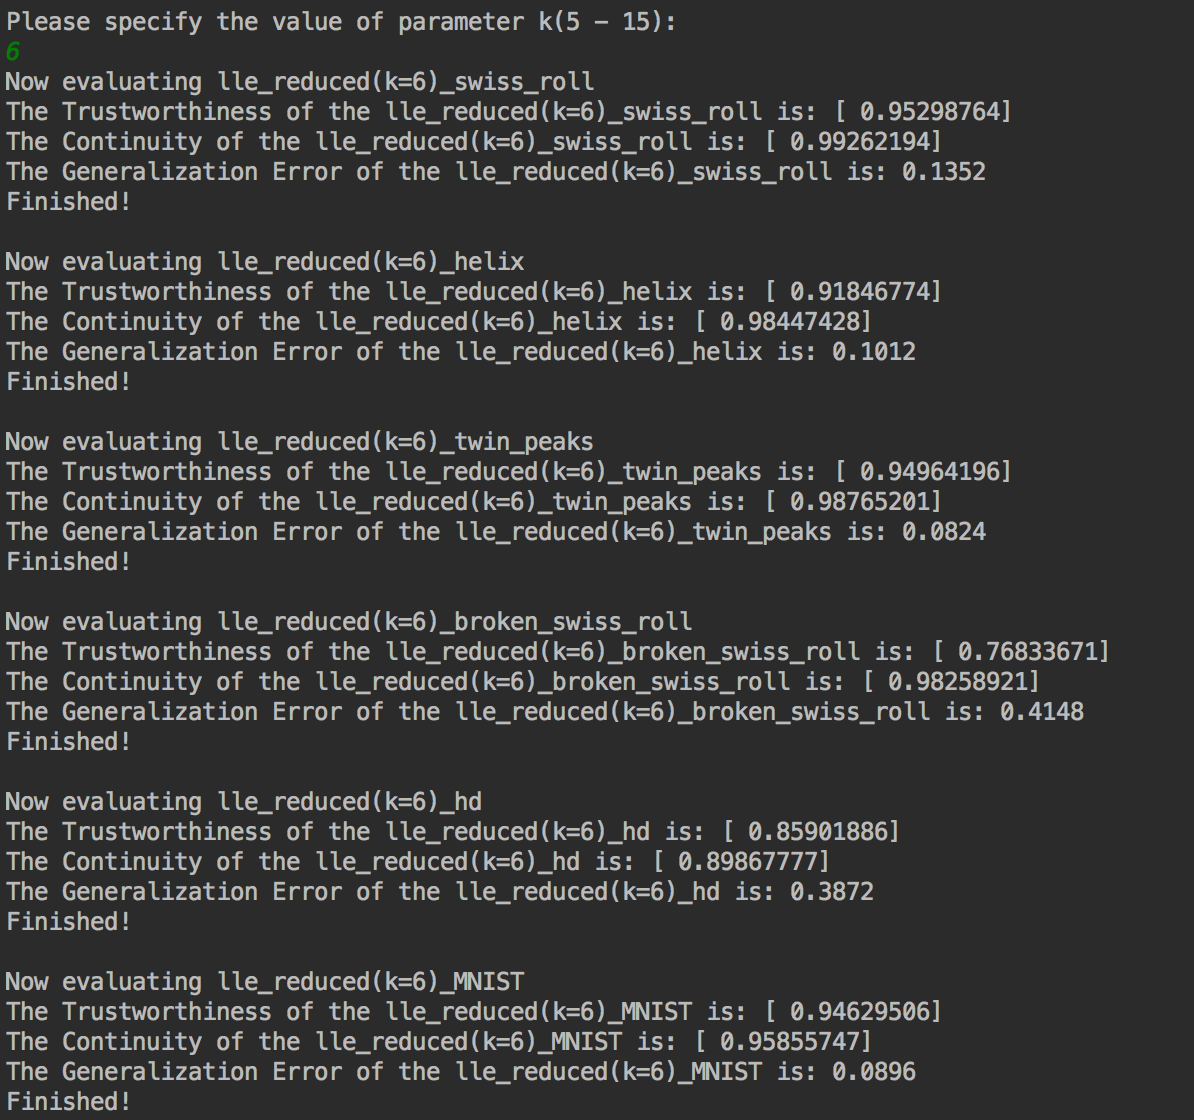 Please specify the value of parameter k(5 – 15):
6
Now evaluating lle_reduced(k=6)_swiss_roll
The Trustworthiness of the lle_reduced(k=6)_swiss_roll is: [ 0.95298764]
The Continuity of the lle_reduced(k=6)_swiss_roll is: [ 0.99262194]
The Generalization Error of the lle_reduced(k=6)_swiss_roll is: 0.1352
Finished!

Now evaluating lle_reduced(k=6)_helix
The Trustworthiness of the lle_reduced(k=6)_helix is: [ 0.91846774]
The Continuity of the lle_reduced(k=6)_helix is: [ 0.98447428]
The Generalization Error of the lle_reduced(k=6)_helix is: 0.1012
Finished!

Now evaluating lle_reduced(k=6)_twin_peaks
The Trustworthiness of the lle_reduced(k=6)_twin_peaks is: [ 0.94964196]
The Continuity of the lle_reduced(k=6)_twin_peaks is: [ 0.98765201]
The Generalization Error of the lle_reduced(k=6)_twin_peaks is: 0.0824
Finished!

Now evaluating lle_reduced(k=6)_broken_swiss_roll
The Trustworthiness of the lle_reduced(k=6)_broken_swiss_roll is: [ 0.76833671]
The Continuity of the lle_reduced(k=6)_broken_swiss_roll is: [ 0.98258921]
The Generalization Error of the lle_reduced(k=6)_broken_swiss_roll is: 0.4148
Finished!

Now evaluating lle_reduced(k=6)_hd
The Trustworthiness of the lle_reduced(k=6)_hd is: [ 0.85901886]
The Continuity of the lle_reduced(k=6)_hd is: [ 0.89867777]
The Generalization Error of the lle_reduced(k=6)_hd is: 0.3872
Finished!

Now evaluating lle_reduced(k=6)_MNIST
The Trustworthiness of the lle_reduced(k=6)_MNIST is: [ 0.94629506]
The Continuity of the lle_reduced(k=6)_MNIST is: [ 0.95855747]
The Generalization Error of the lle_reduced(k=6)_MNIST is: 0.0896
Finished!